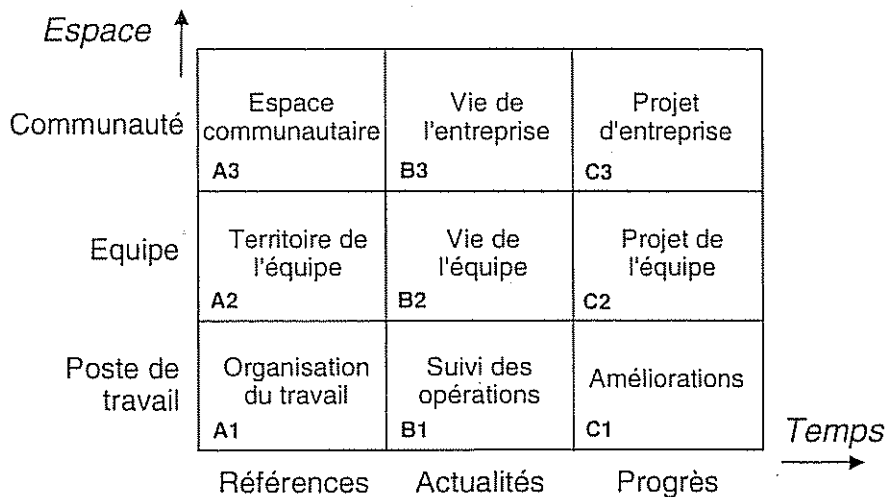 Espace
Communauté
Espace
communautaire
A3
Vie de
l'entreprise
B3
Projet
d'entreprise
C3
Equipe
Territoire de
l'équipe
A2
Vie de
l'équipe
B2
Projet de
l'équipe
C2
Poste de
travail
Organisation
du travail
A1
Suivi des
opérations
B1
Améliorations
C1
Temps
Références
Actualités
Progrès